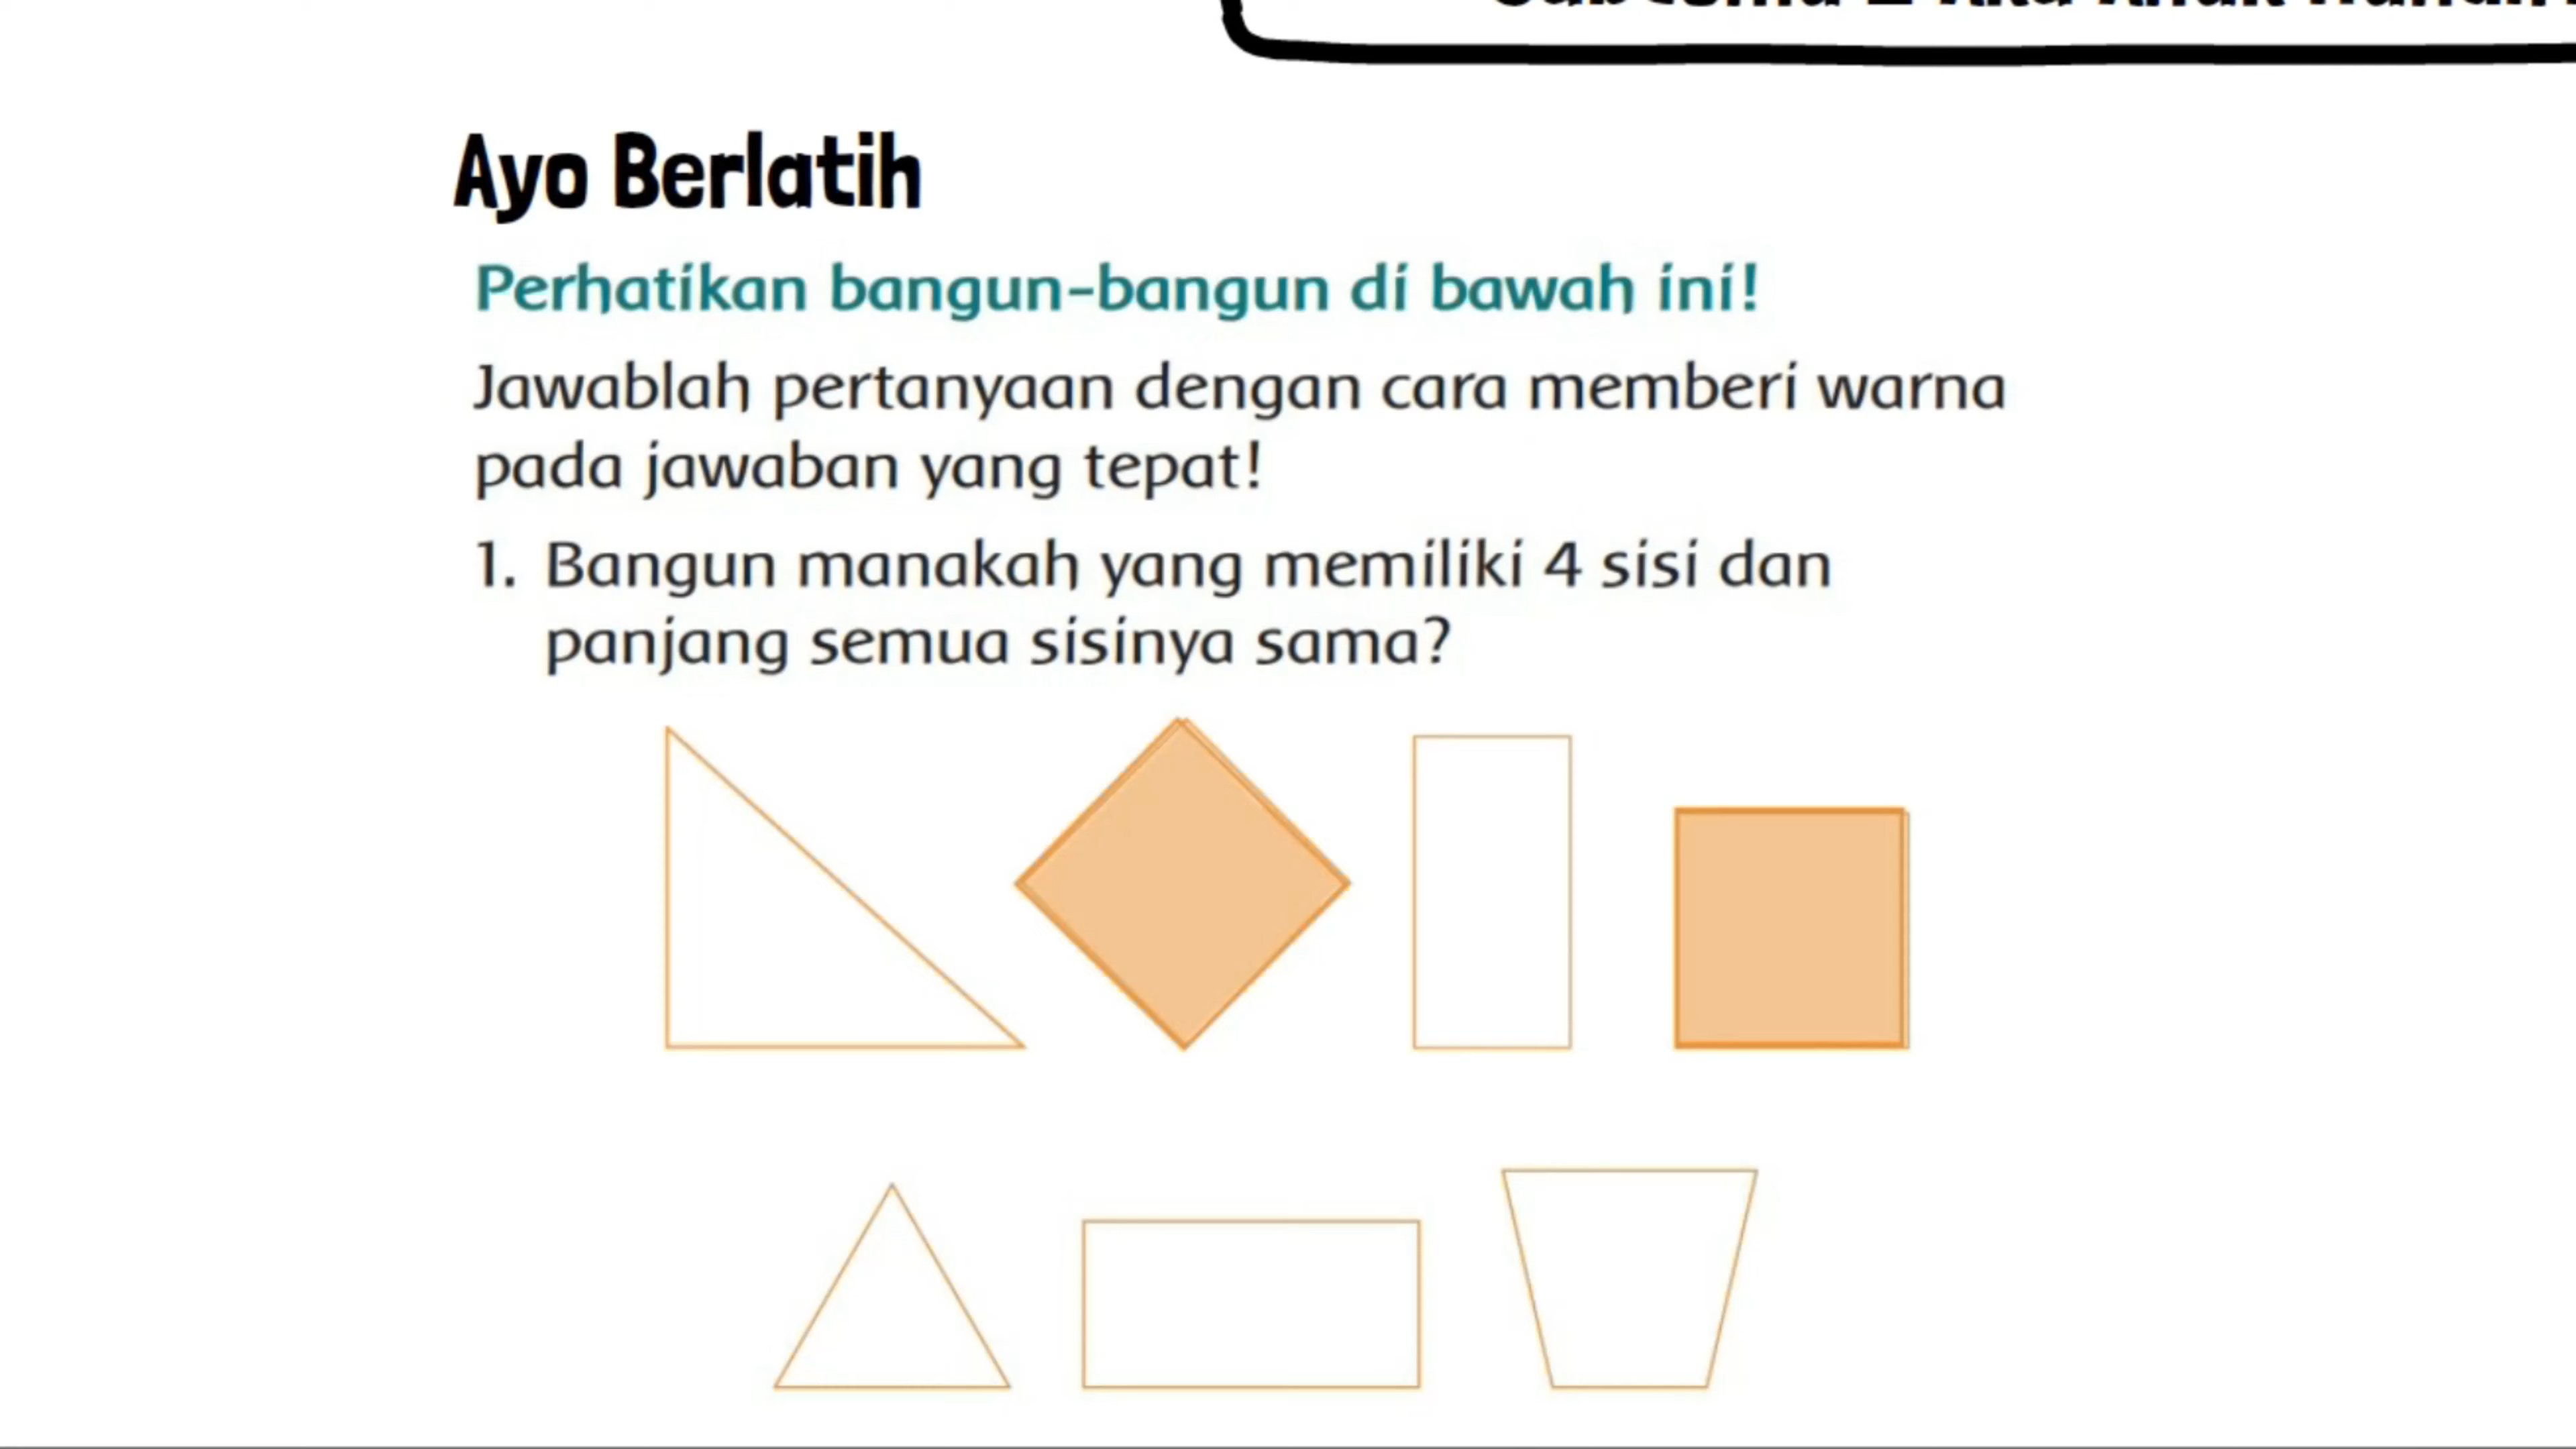 Ayo Berlatih
Perhatikan bangun-bangun di bawah ini!
Jawablah pertanyaan dengan cara memberi warna
pada jawaban yang tepat!
1. Bangun manakah yang memiliki 4 sisi dan
panjang semua sisinya sama?